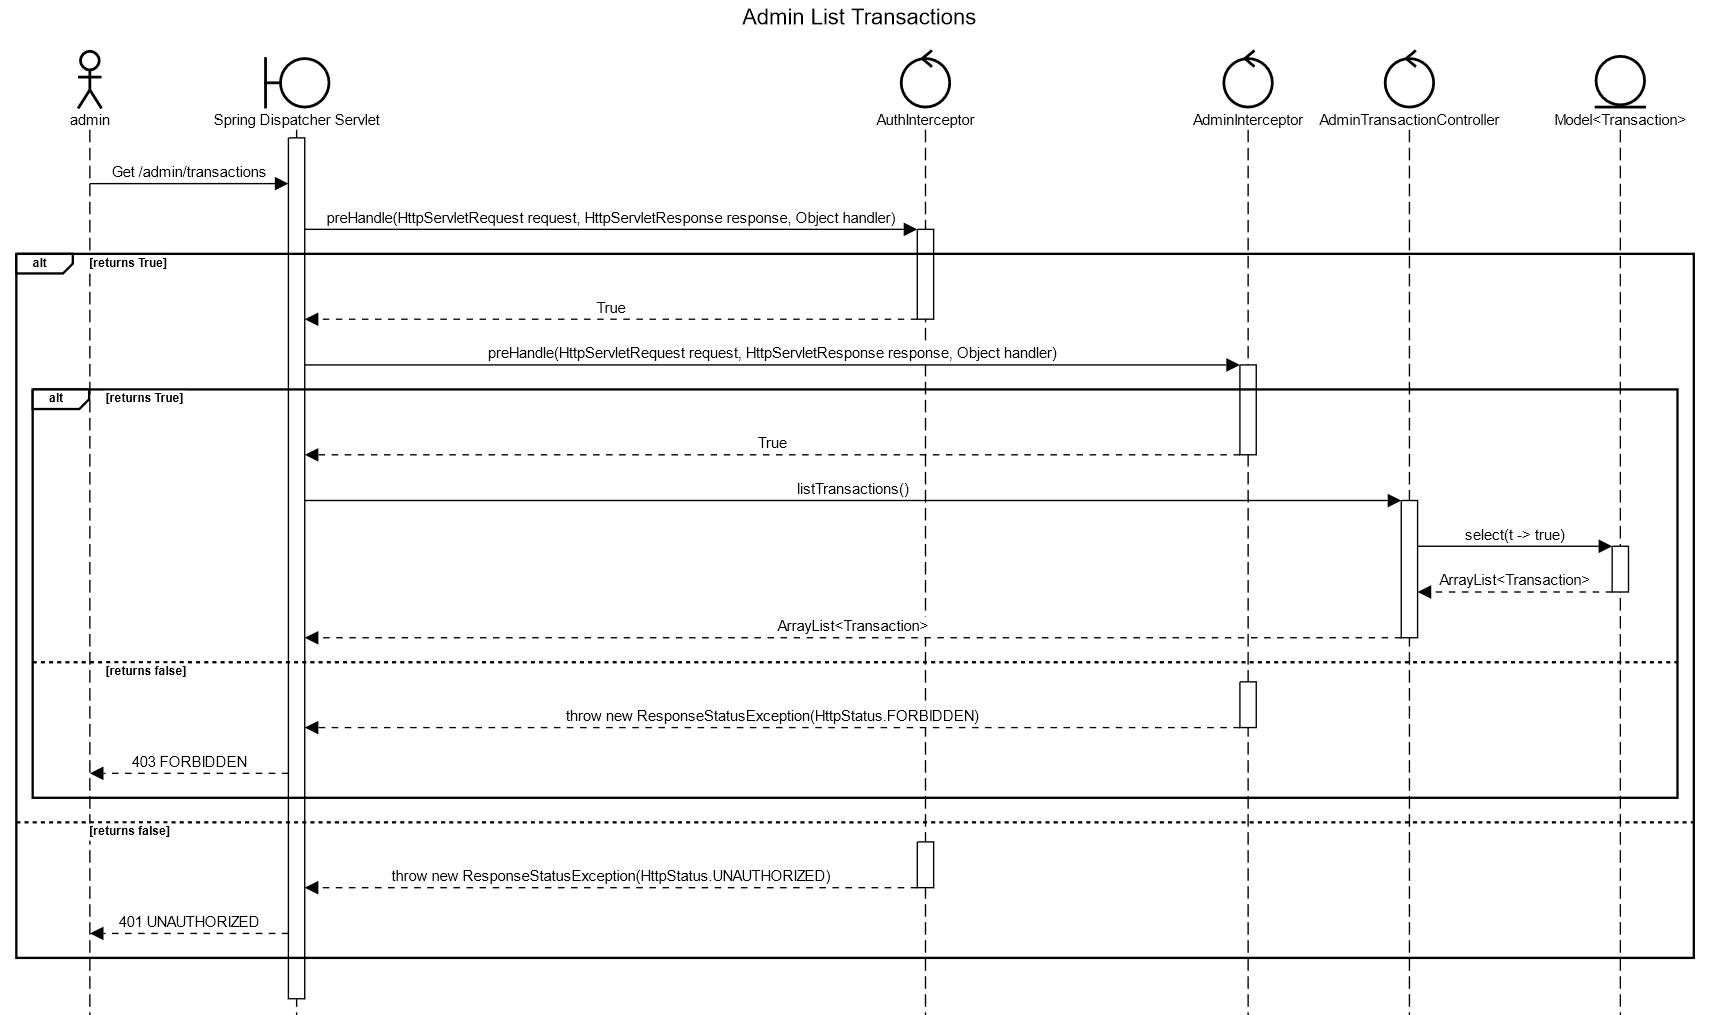 Admin List Transactions
admin
Spring Dispatcher Servlet
AuthInterceptor
AdminInterceptor
AdminTransactionController
Model<Transaction>
Get /admin/transactions
preHandle(HttpServletRequest request, HttpServletResponse response, Object handler)
alt
[returns True]
True
preHandle(HttpServletRequest request, HttpServletResponse response, Object handler)
alt
[returns True]
True
listTransactions()
select(t -> true)
ArrayList<Transaction>
ArrayList<Transaction>
[returns false]
throw new ResponseStatusException(HttpStatus.FORBIDDEN)
403 FORBIDDEN
[returns false]
throw new ResponseStatusException(HttpStatus.UNAUTHORIZED)
401 UNAUTHORIZED